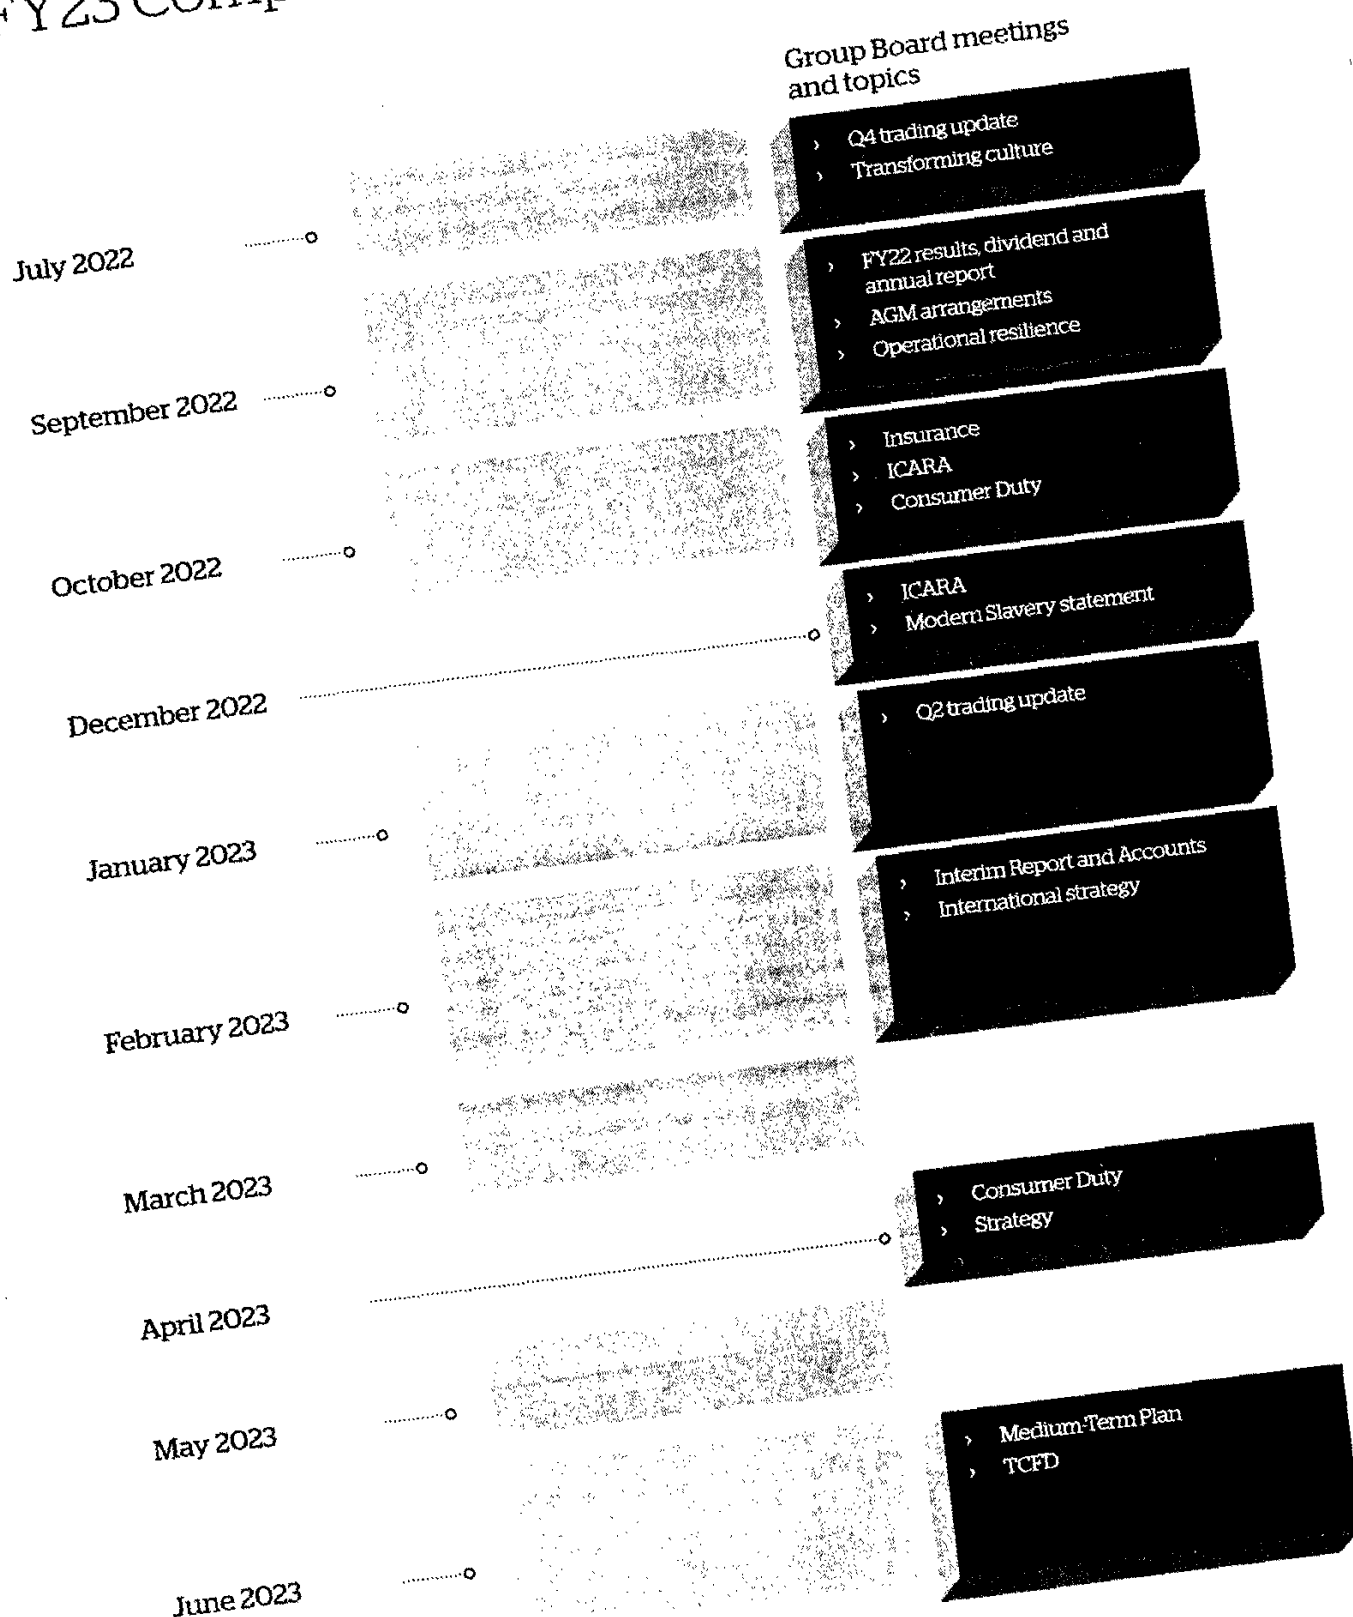 FY23
Group Board meetings
and topics
July 2022
› Q4 trading update
› Transforming culture
September 2022
› FY22 results, dividend and
annual report
› AGM arrangements
› Operational resilience
October 2022
› Insurance
› ICARA
› Consumer Duty
December 2022
› ICARA
› Modern Slavery statement
January 2023
› Q2 trading update
February 2023
› Interim Report and Accounts
› International strategy
March 2023
April 2023
› Consumer Duty
› Strategy
May 2023
June 2023
› Medium-Term Plan
› TCFD